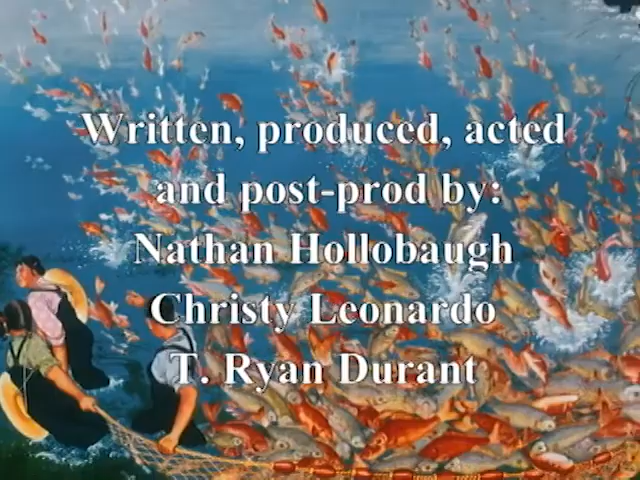 Written, produced, acted
and post-prod by:
Nathan Hollobaugh
Christy Leonardo
T. Ryan Durant